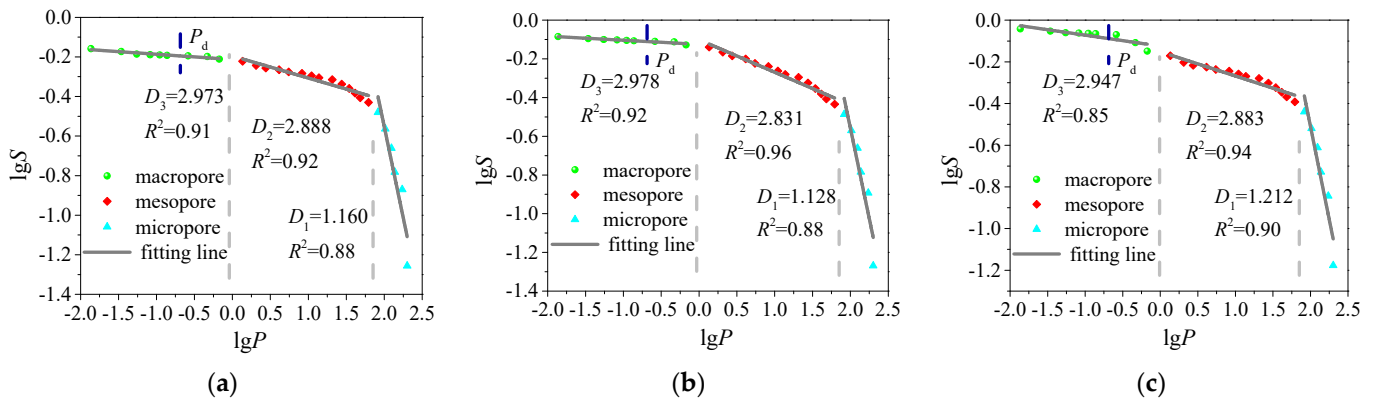 0.0
-0.2
-0.4
-0.6
-0.8
-1.0
-1.2
-1.4
lgS
P_d
D_3=2.973
R^2=0.91
D_2=2.888
R^2=0.92
macropore
mesopore
micropore
fitting line
D_1=1.160
R^2=0.88
-2.0 -1.5 -1.0 -0.5 0.0 0.5 1.0 1.5 2.0 2.5
lgP
(a)
0.0
-0.2
-0.4
-0.6
-0.8
-1.0
-1.2
-1.4
lgS
P_d
D_3=2.978
R^2=0.92
D_2=2.831
R^2=0.96
macropore
mesopore
micropore
fitting line
D_1=1.128
R^2=0.88
-2.0 -1.5 -1.0 -0.5 0.0 0.5 1.0 1.5 2.0 2.5
lgP
(b)
0.0
-0.2
-0.4
-0.6
-0.8
-1.0
-1.2
lgS
P_d
D_3=2.947
R^2=0.85
D_2=2.883
R^2=0.94
macropore
mesopore
micropore
fitting line
D_1=1.212
R^2=0.90
-2.0 -1.5 -1.0 -0.5 0.0 0.5 1.0 1.5 2.0 2.5
lgP
(c)